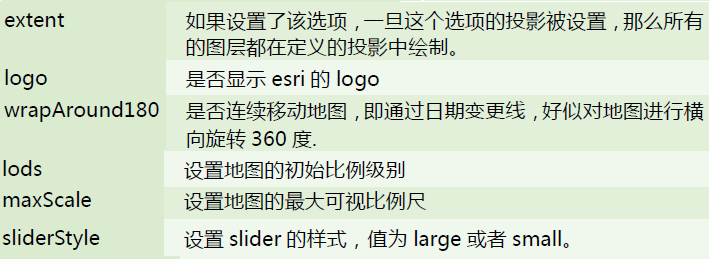 extent 如果设置了该选项，一旦这个选项的投影被设置，那么所有
的图层都在定义的投影中绘制。
logo 是否显示 esri 的 logo
wrapAround180 是否连续移动地图，即通过日期变更线，好似对地图进行横
向旋转 360 度.
lods 设置地图的初始比例级别
maxScale 设置地图的最大可视比例尺
sliderStyle 设置 slider 的样式，值为 large 或者 small。